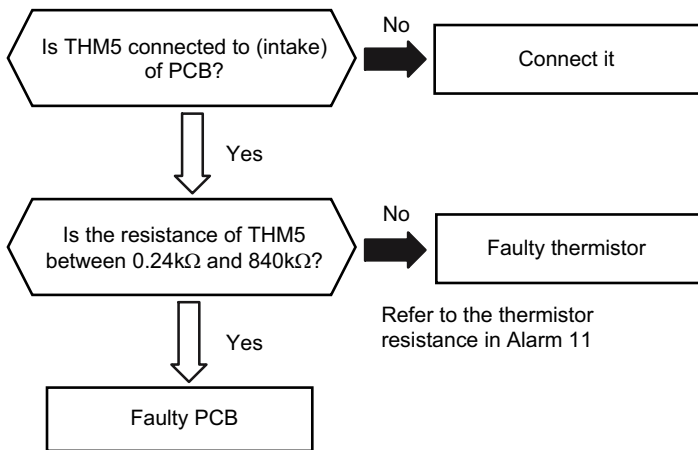 Is THM5 connected to (intake)
of PCB?
No
Connect it
Yes
Is the resistance of THM5
between 0.24kΩ and 840kΩ?
No
Faulty thermistor
Refer to the thermistor
resistance in Alarm 11
Yes
Faulty PCB